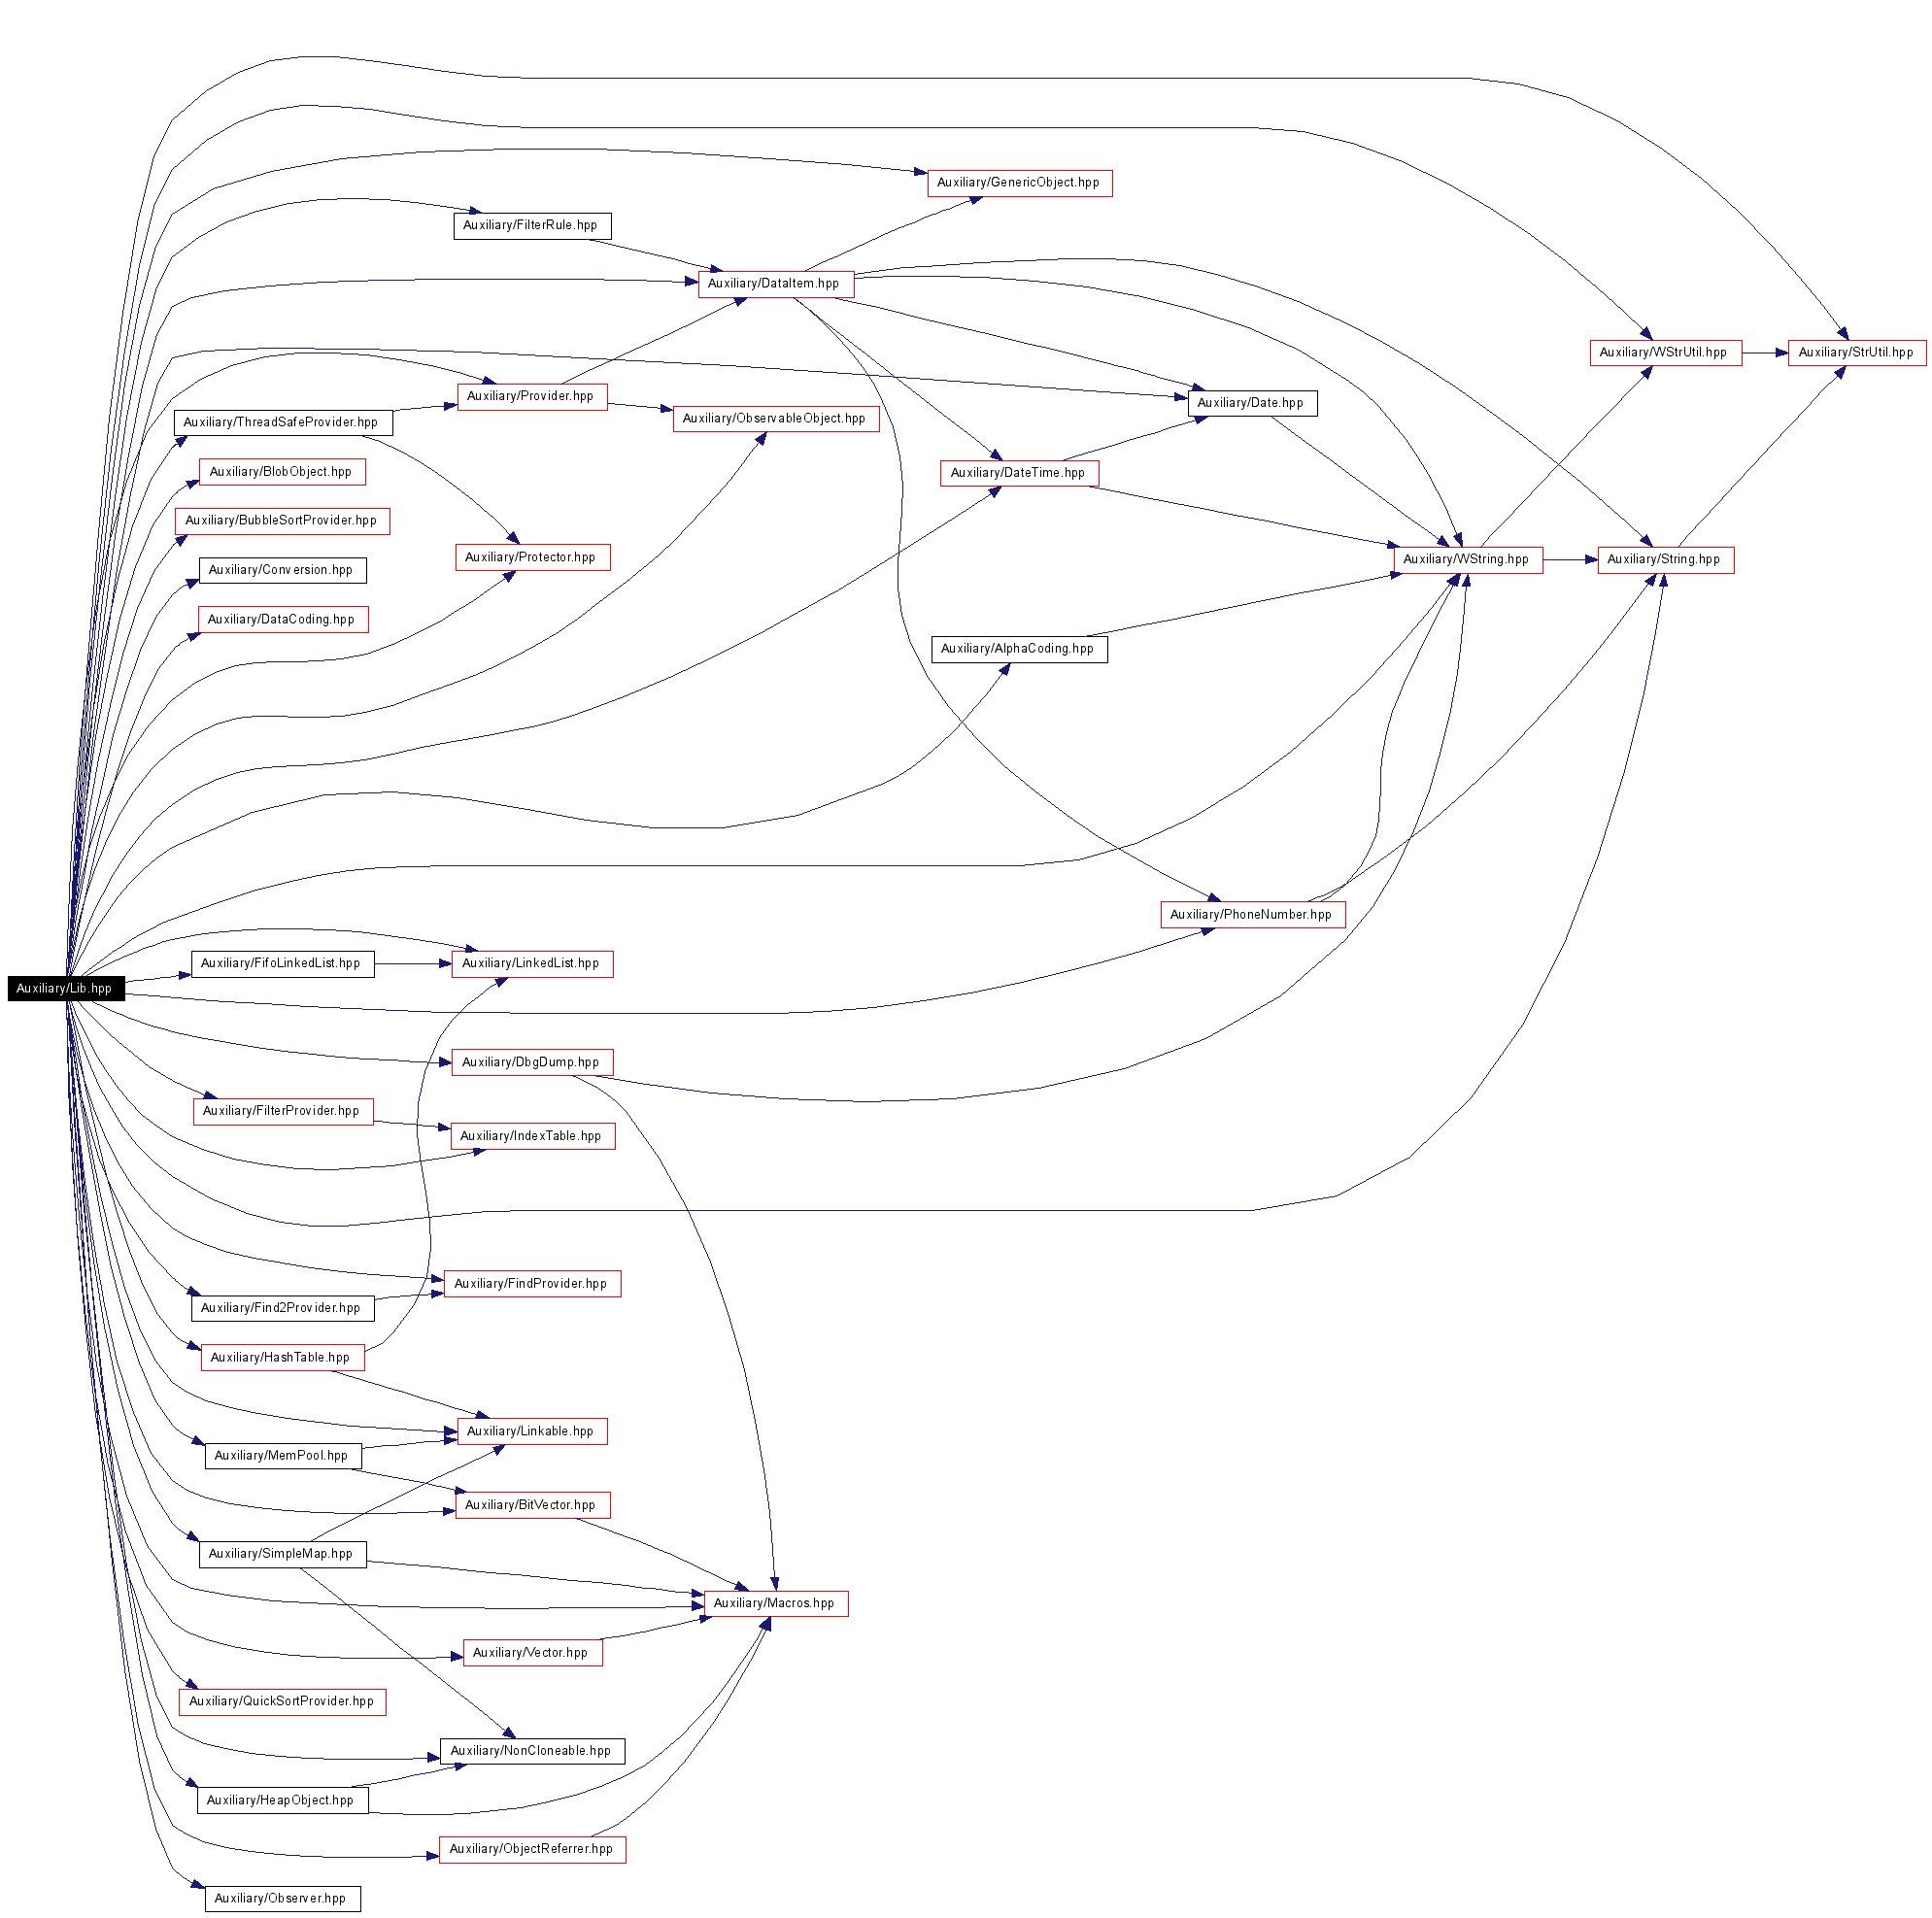 Auxiliary/GenericObject.hpp
Auxiliary/FilterRule.hpp
Auxiliary/DataItem.hpp
Auxiliary/WStrUtil.hpp
Auxiliary/StrUtil.hpp
Auxiliary/Provider.hpp
Auxiliary/Date.hpp
Auxiliary/ThreadSafeProvider.hpp
Auxiliary/ObservableObject.hpp
Auxiliary/BlobObject.hpp
Auxiliary/DateTime.hpp
Auxiliary/BubbleSortProvider.hpp
Auxiliary/Protector.hpp
Auxiliary/WString.hpp
Auxiliary/String.hpp
Auxiliary/Conversion.hpp
Auxiliary/DataCoding.hpp
Auxiliary/AlphaCoding.hpp
Auxiliary/PhoneNumber.hpp
Auxiliary/FifoLinkedList.hpp
Auxiliary/LinkedList.hpp
Auxiliary/Lib.hpp
Auxiliary/DbgDump.hpp
Auxiliary/FilterProvider.hpp
Auxiliary/IndexTable.hpp
Auxiliary/FindProvider.hpp
Auxiliary/Find2Provider.hpp
Auxiliary/HashTable.hpp
Auxiliary/Linkable.hpp
Auxiliary/MemPool.hpp
Auxiliary/BitVector.hpp
Auxiliary/SimpleMap.hpp
Auxiliary/Macros.hpp
Auxiliary/Vector.hpp
Auxiliary/QuickSortProvider.hpp
Auxiliary/NonCloneable.hpp
Auxiliary/HeapObject.hpp
Auxiliary/ObjectReferrer.hpp
Auxiliary/Observer.hpp